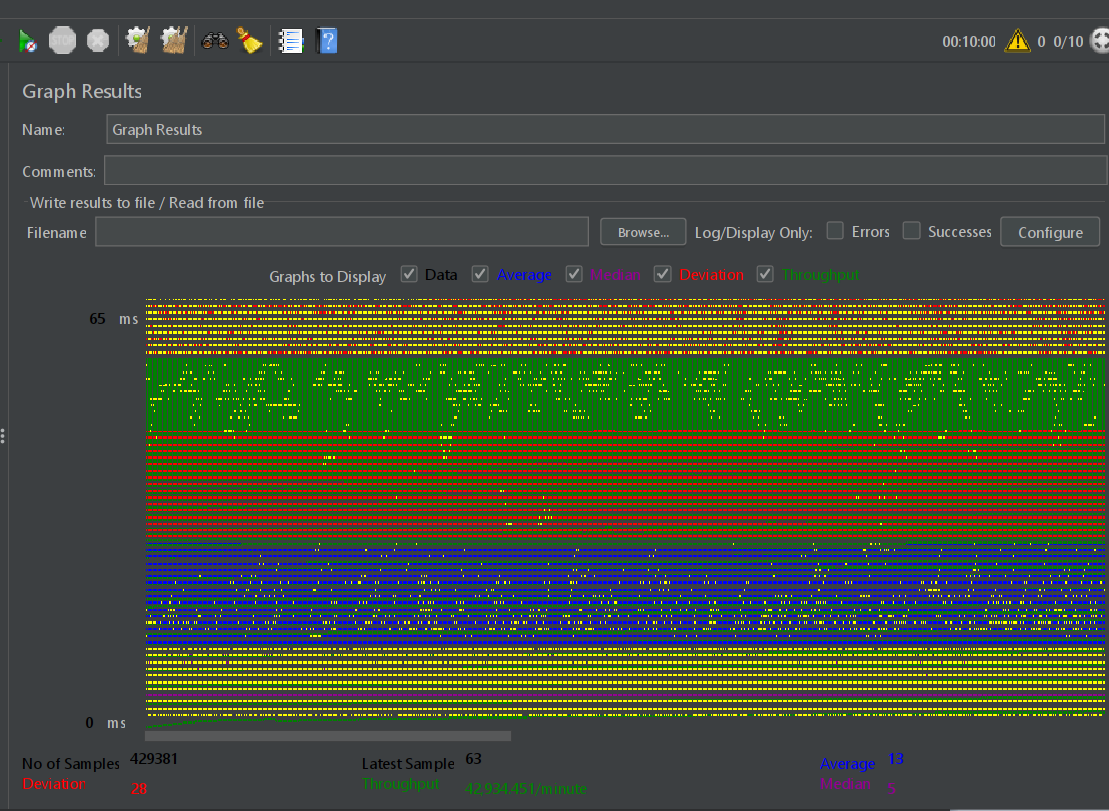 STOP
?
00:10:00 0 0/10
Graph Results
Name: Graph Results
Comments:
Write results to file / Read from file
Filename Browse... Log/Display Only: Errors Successes Configure
Graphs to Display Data Average Median Deviation Throughput
65 ms
0 ms
No of Samples 429381 Latest Sample 63 Average 13
Deviation 28 Throughput 42,934.451/minute Median 5